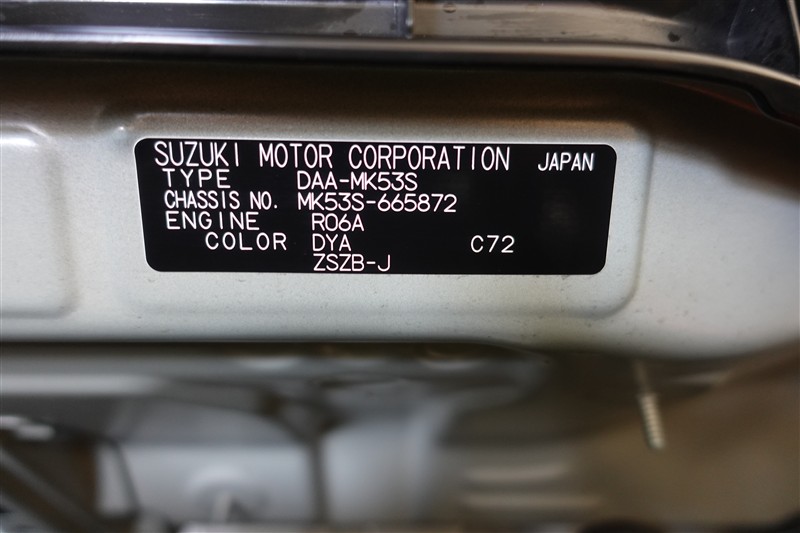 SUZUKI MOTOR CORPORATION JAPAN
TYPE DAA-MK53S
CHASSIS NO. MK53S-665872
ENGINE R06A
COLOR DYA C72
ZSZB-J